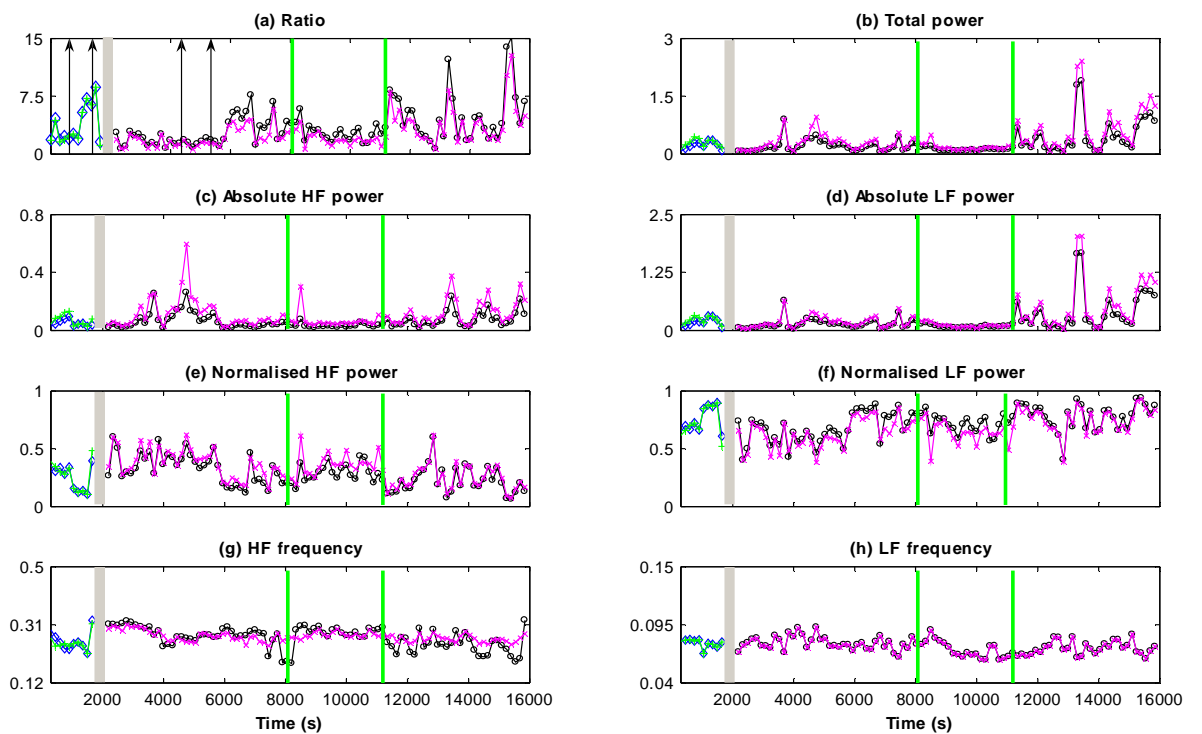 (a) Ratio
(b) Total power
15
7.5
0
3
1.5
0
(c) Absolute HF power
(d) Absolute LF power
0.8
0.4
0
2.5
1.25
0
(e) Normalised HF power
(f) Normalised LF power
1
0.5
0
1
0.5
0
(g) HF frequency
(h) LF frequency
0.5
0.31
0.12
0.15
0.095
0.04
2000 4000 6000 8000 10000 12000 14000 16000
2000 4000 6000 8000 10000 12000 14000 16000
Time (s)
Time (s)